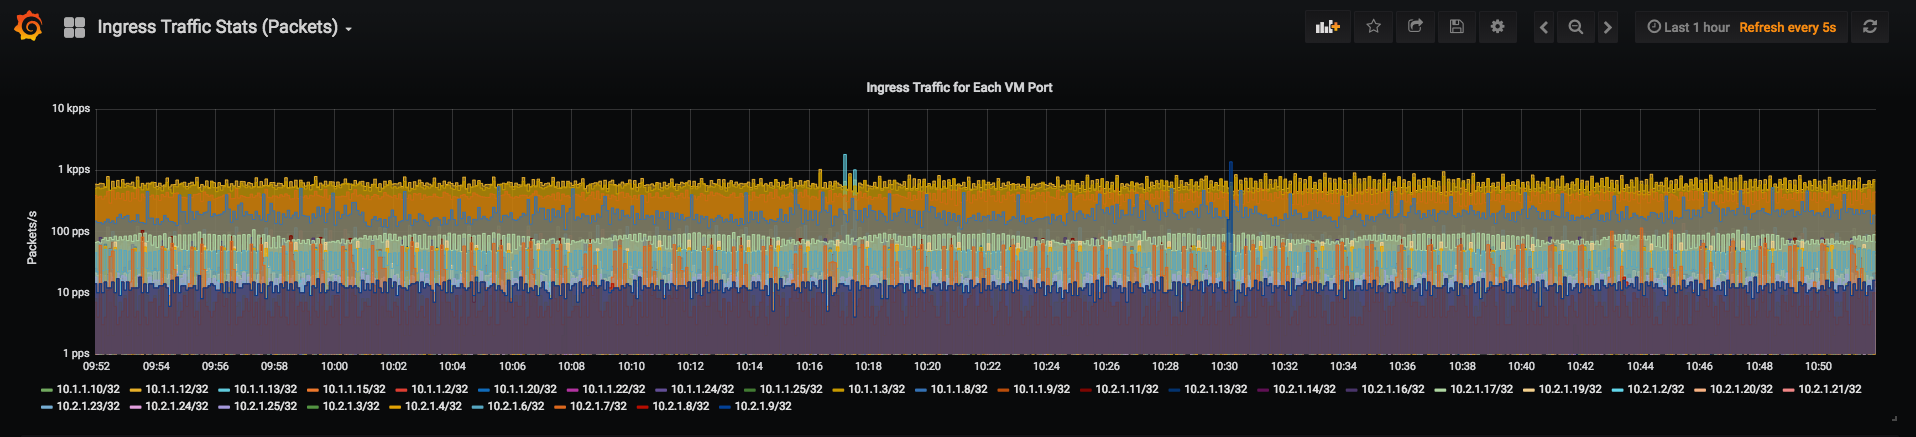 Ingress Traffic Stats (Packets)
Last 1 hour Refresh every 5s
Ingress Traffic for Each VM Port
Packets/s
10 kpps
1 kpps
100 pps
10 pps
1 pps
09:52 09:54 09:56 09:58 10:00 10:02 10:04 10:06 10:08 10:10 10:12 10:14 10:16 10:18 10:20 10:22 10:24 10:26 10:28 10:30 10:32 10:34 10:36 10:38 10:40 10:42 10:44 10:46 10:48 10:50
10.1.1.10/32 10.1.1.12/32 10.1.1.13/32 10.1.1.15/32 10.1.1.2/32 10.1.1.20/32 10.1.1.22/32 10.1.1.24/32 10.1.1.25/32 10.1.1.3/32 10.1.1.8/32 10.1.1.9/32 10.2.1.11/32 10.2.1.13/32 10.2.1.14/32 10.2.1.16/32 10.2.1.17/32 10.2.1.19/32 10.2.1.2/32 10.2.1.20/32 10.2.1.21/32
10.2.1.23/32 10.2.1.24/32 10.2.1.25/32 10.2.1.3/32 10.2.1.4/32 10.2.1.6/32 10.2.1.7/32 10.2.1.8/32 10.2.1.9/32